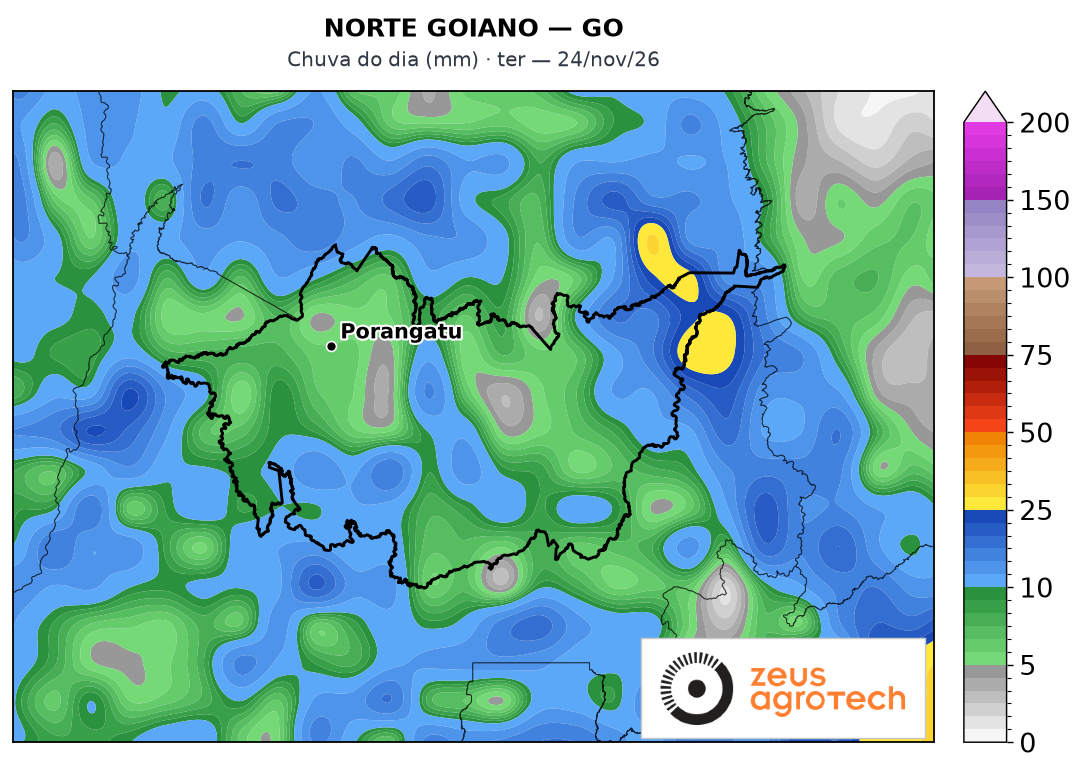 NORTE GOIANO — GO
Chuva do dia (mm) · ter — 24/nov/26
Porangatu
200
150
100
75
50
25
10
5
0
zeus
agrotech